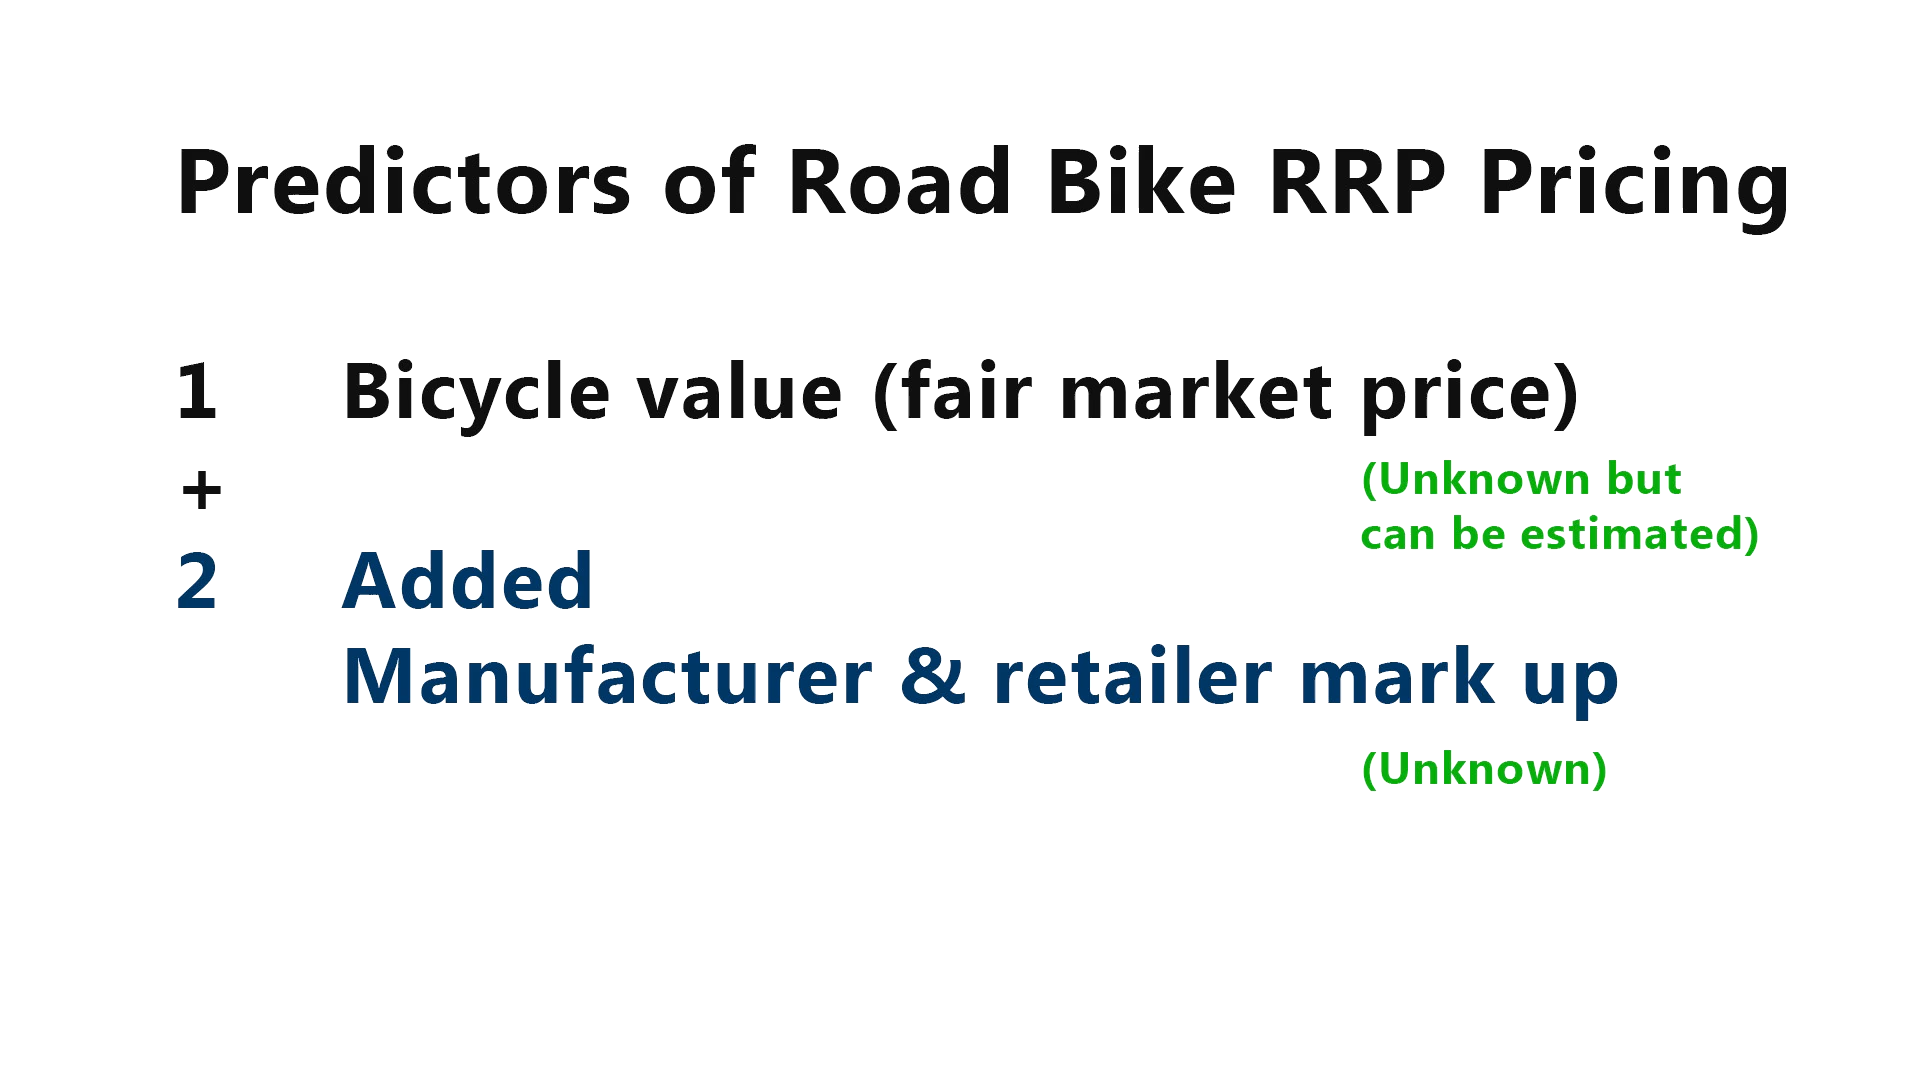 Predictors of Road Bike RRP Pricing
1 Bicycle value (fair market price)
(Unknown but
+
can be estimated)
2 Added
Manufacturer & retailer mark up
(Unknown)